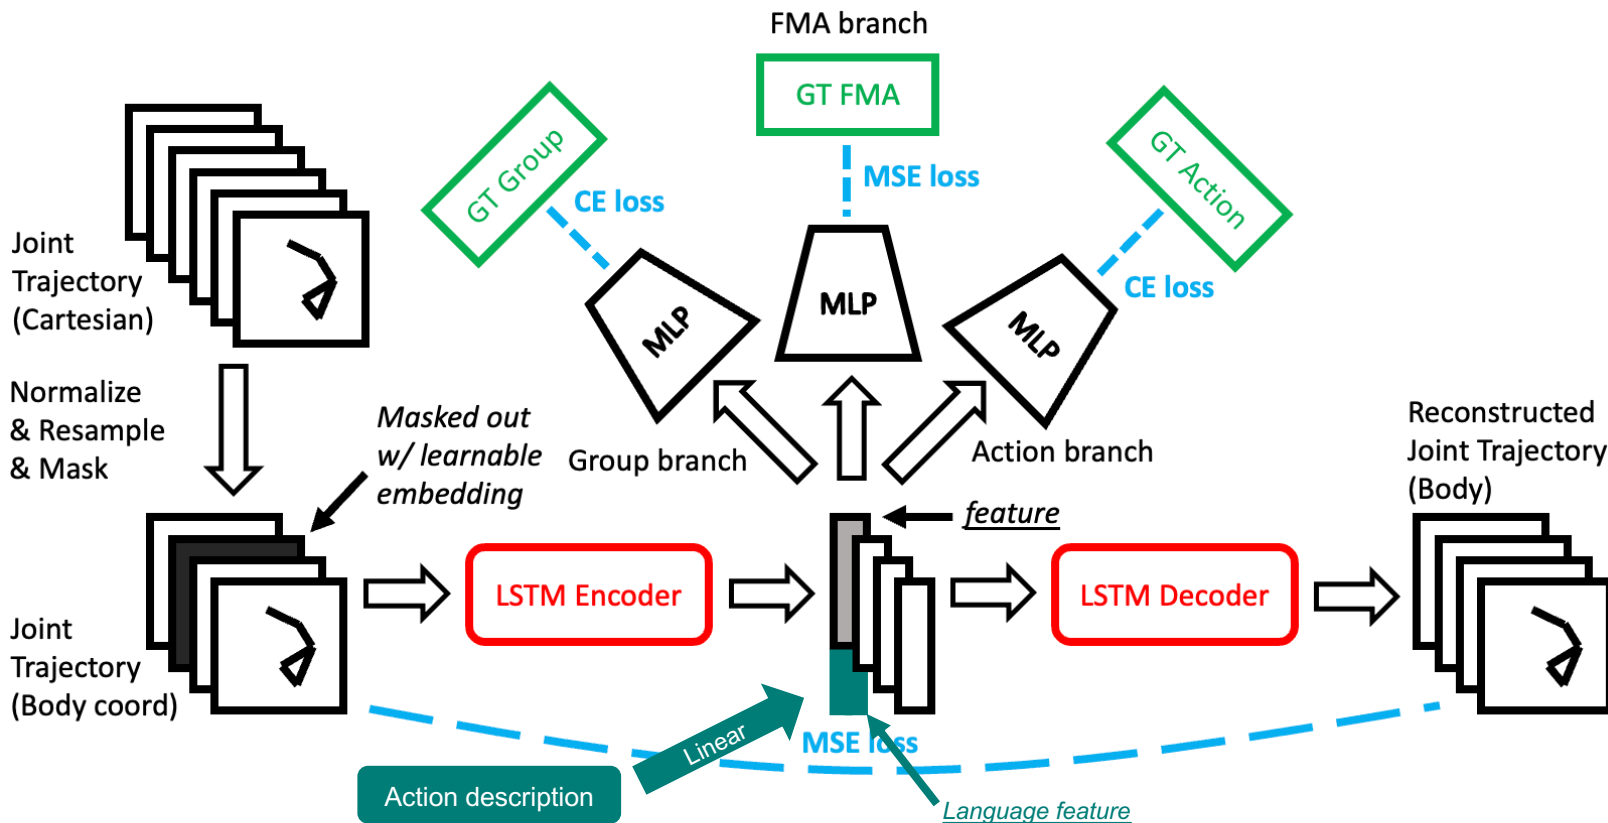 FMA branch
GT FMA
GT Group
GT Action
CE loss
MSE loss
CE loss
MLP
MLP
MLP
Joint
Trajectory
(Cartesian)
Normalize
& Resample
& Mask
Masked out
w/ learnable
embedding
Group branch
Action branch
Reconstructed
Joint Trajectory
(Body)
feature
LSTM Encoder
LSTM Decoder
Joint
Trajectory
(Body coord)
Linear
MSE loss
Action description
Language feature